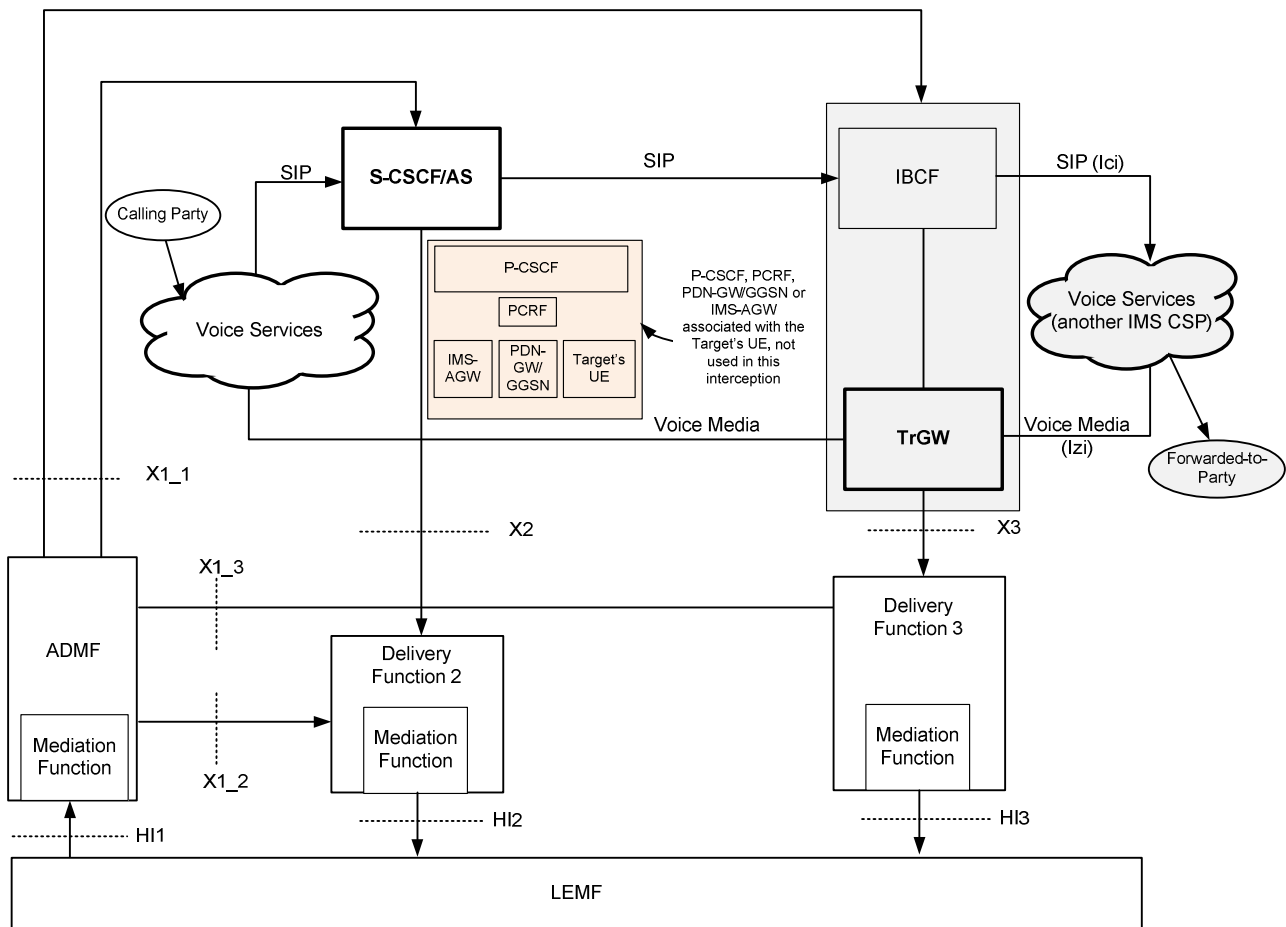 S-CSCF/AS
SIP
SIP
IBCF
SIP (Ici)
Calling Party
P-CSCF
PCRF
IMS-
AGW
PDN-
GW/
GGSN
Target's
UE
P-CSCF, PCRF,
PDN-GW/GGSN or
IMS-AGW
associated with the
Target's UE, not
used in this
interception
Voice Services
Voice Services
(another IMS CSP)
Voice Media
TrGW
Voice Media
(Izi)
Forwarded-to-
Party
X1_1
X2
X3
X1_3
ADMF
Delivery
Function 2
Delivery
Function 3
Mediation
Function
Mediation
Function
Mediation
Function
X1_2
HI1
HI2
HI3
LEMF